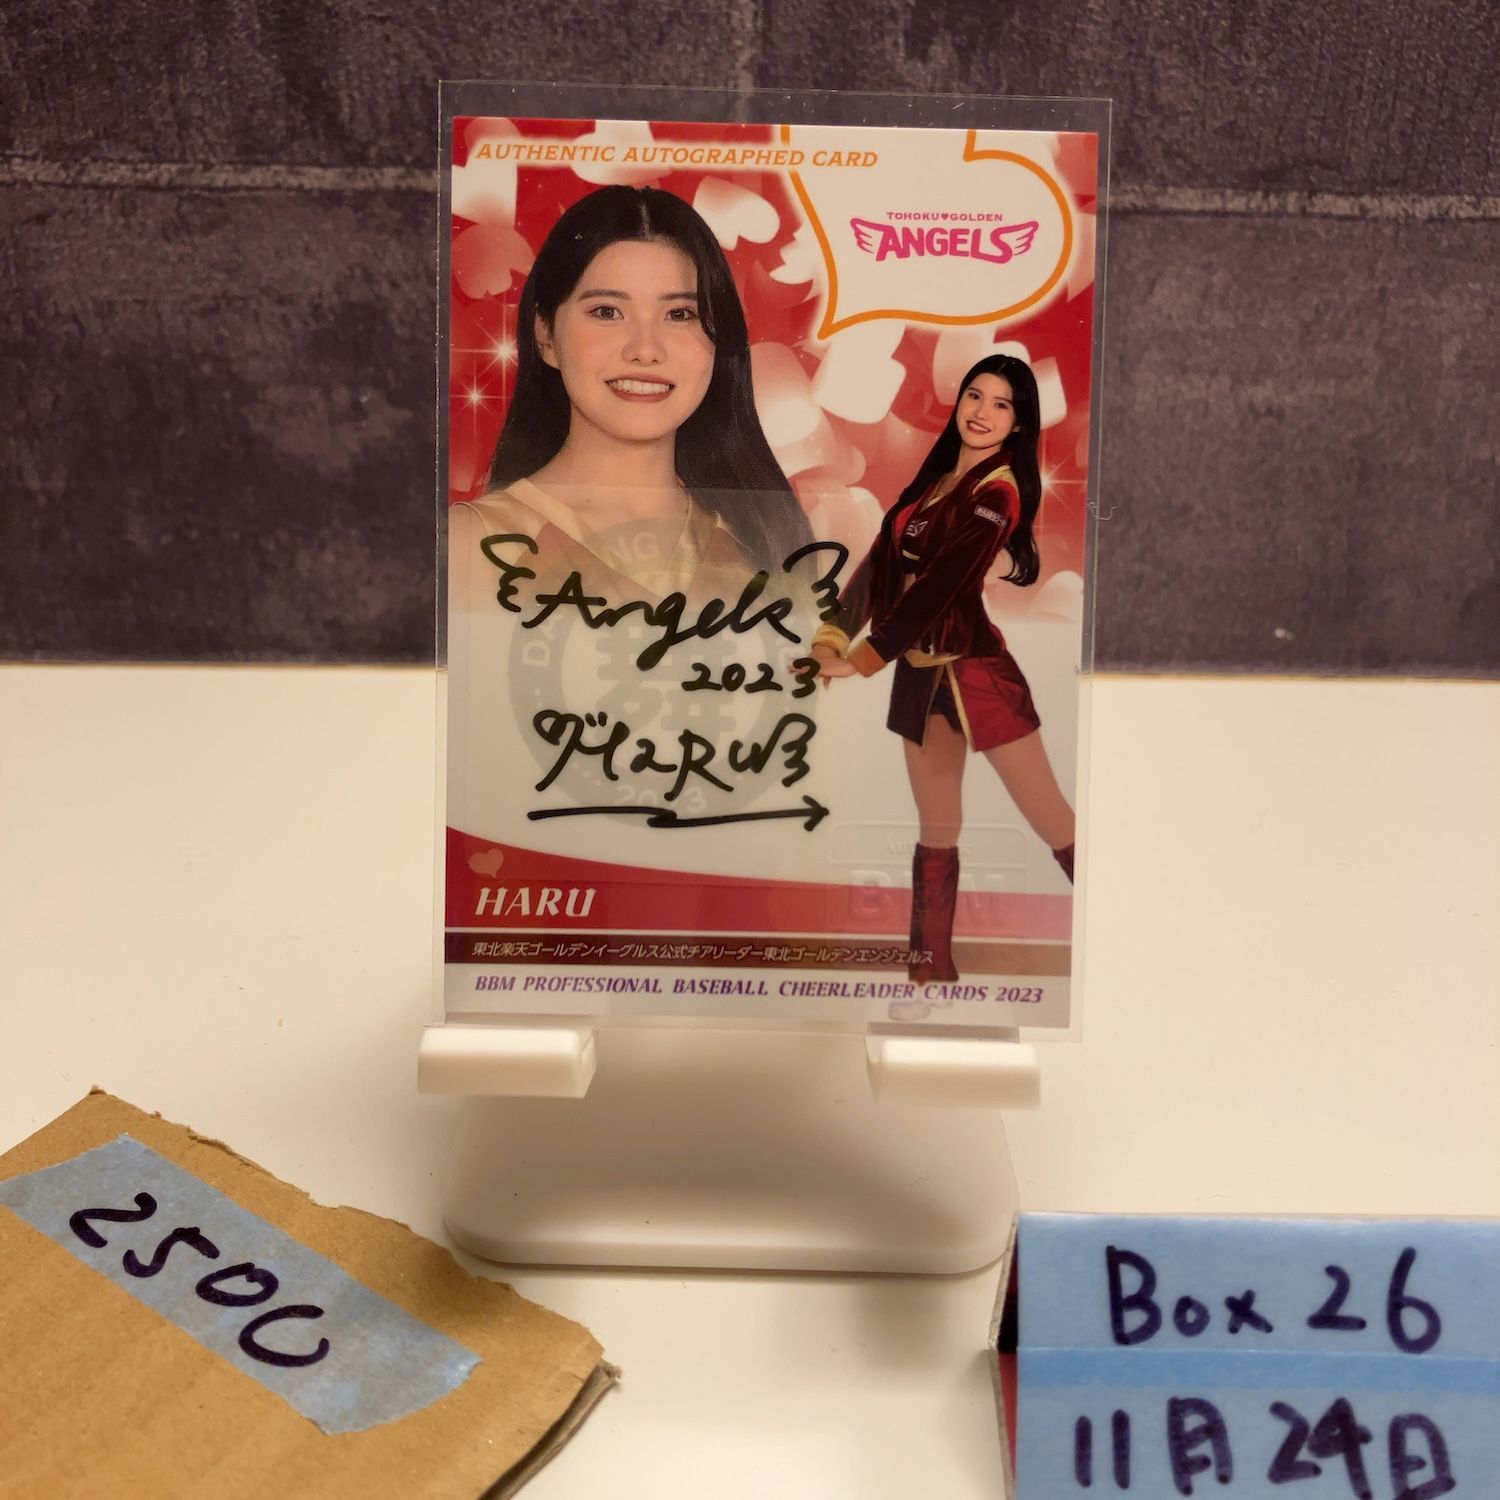 AUTHENTIC AUTOGRAPHED CARD
TOHOKU♥GOLDEN
ANGELS
Angels
2023
HARU
HARU
東北楽天ゴールデンイーグルス公式チアリーダー東北ゴールデンエンジェルス
BBM PROFESSIONAL BASEBALL CHEERLEADER CARDS 2023
BBM
2500
Box 26
11月24日